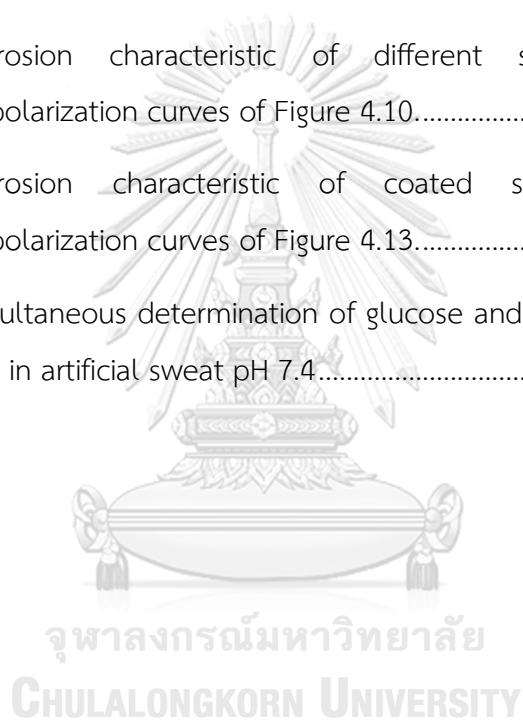 rosion characteristic of different s
polarization curves of Figure 4.10.................
rosion characteristic of coated s
polarization curves of Figure 4.13.................
ultaneous determination of glucose and
in artificial sweat pH 7.4..............................
จุฬาลงกรณ์มหาวิทยาลัย
CHULALONGKORN UNIVERSITY